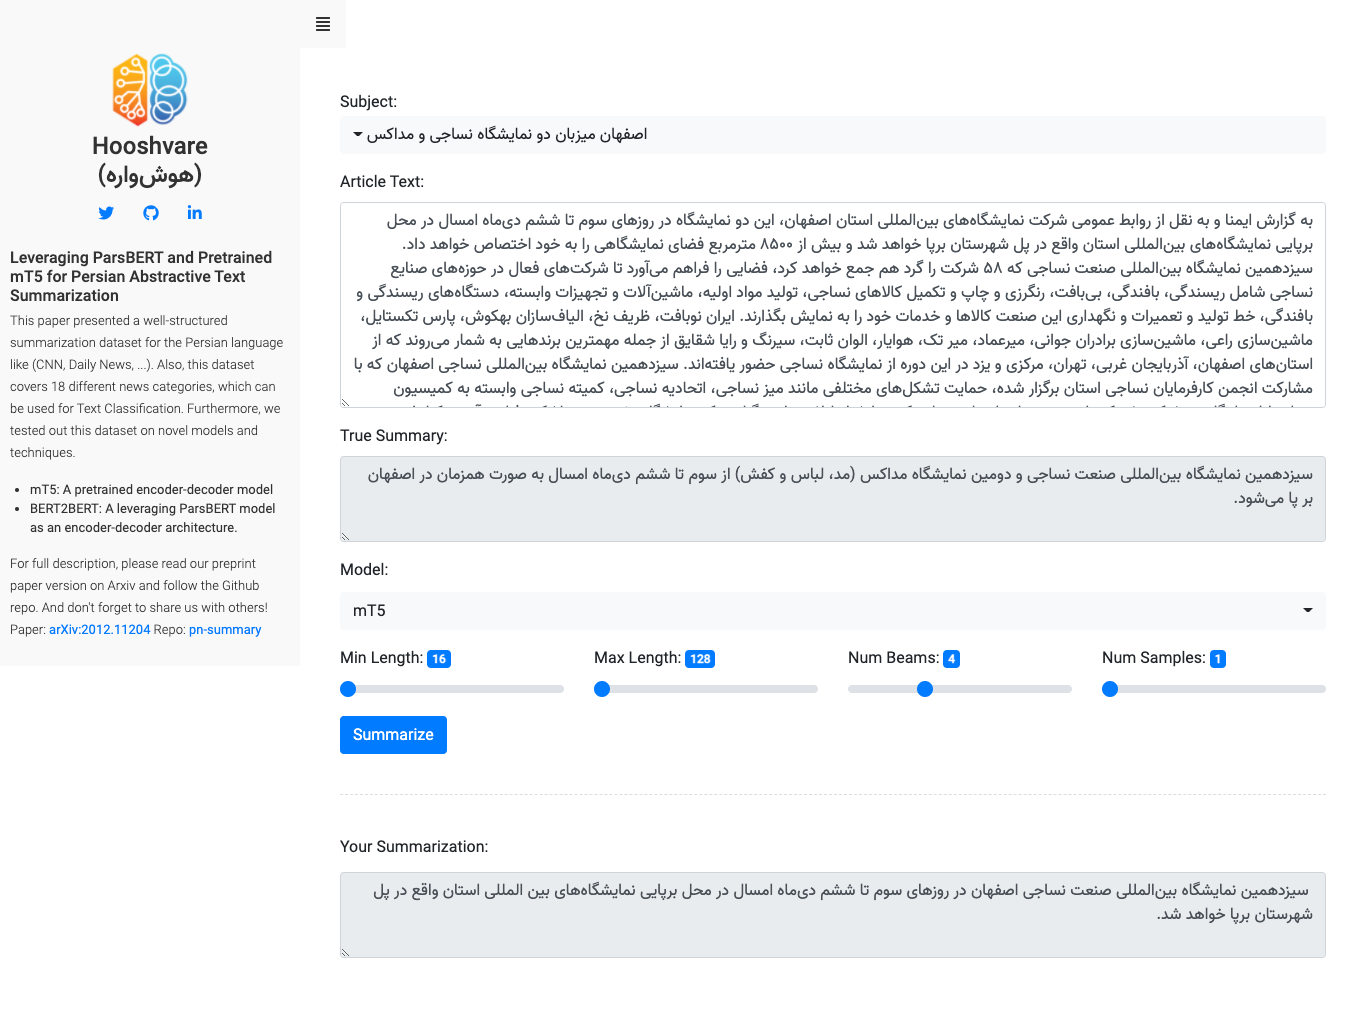 Hooshvare
(هوش‌واره)
Leveraging ParsBERT and Pretrained
mT5 for Persian Abstractive Text
Summarization
This paper presented a well-structured
summarization dataset for the Persian language
like (CNN, Daily News, ...). Also, this dataset
covers 18 different news categories, which can
be used for Text Classification. Furthermore, we
tested out this dataset on novel models and
techniques.
mT5: A pretrained encoder-decoder model
BERT2BERT: A leveraging ParsBERT model
as an encoder-decoder architecture.
For full description, please read our preprint
paper version on Arxiv and follow the Github
repo. And don't forget to share us with others!
Paper: arXiv:2012.11204 Repo: pn-summary
Subject:
اصفهان میزبان دو نمایشگاه نساجی و مداکس
Article Text:
به گزارش ایمنا و به نقل از روابط عمومی شرکت نمایشگاه‌های بین‌المللی استان اصفهان، این دو نمایشگاه در روزهای سوم تا ششم دی‌ماه امسال در محل
برپایی نمایشگاه‌های بین‌المللی استان واقع در پل شهرستان برپا خواهد شد و بیش از ۸۵۰۰ مترمربع فضای نمایشگاهی را به خود اختصاص خواهد داد.
سیزدهمین نمایشگاه بین‌المللی صنعت نساجی که ۵۸ شرکت را گرد هم جمع خواهد کرد، فضایی را فراهم می‌آورد تا شرکت‌های فعال در حوزه‌های صنایع
نساجی شامل ریسندگی، بافندگی، بی‌بافت، رنگرزی و چاپ و تکمیل کالاهای نساجی، تولید مواد اولیه، ماشین‌آلات و تجهیزات وابسته، دستگاه‌های ریسندگی و
بافندگی، خط تولید و تعمیرات و نگهداری این صنعت کالاها و خدمات خود را به نمایش بگذارند. ایران نوبافت، ظریف نخ، الیاف‌سازان بهکوش، پارس تکستایل،
ماشین‌سازی راعی، ماشین‌سازی برادران جوانی، میرعماد، میر تک، هوایار، الوان ثابت، سیرنگ و رایا شقایق از جمله مهمترین برندهایی به شمار می‌روند که از
استان‌های اصفهان، آذربایجان غربی، تهران، مرکزی و یزد در این دوره از نمایشگاه نساجی حضور یافته‌اند. سیزدهمین نمایشگاه بین‌المللی نساجی اصفهان که با
مشارکت انجمن کارفرمایان نساجی استان برگزار شده، حمایت تشکل‌های مختلفی مانند میز نساجی، اتحادیه نساجی، کمیته نساجی وابسته به کمیسیون
True Summary:
سیزدهمین نمایشگاه بین‌المللی صنعت نساجی و دومین نمایشگاه مداکس (مد، لباس و کفش) از سوم تا ششم دی‌ماه امسال به صورت همزمان در اصفهان
بر پا می‌شود.
Model:
mT5
Min Length: 16 Max Length: 128 Num Beams: 4 Num Samples: 1
Summarize
Your Summarization:
سیزدهمین نمایشگاه بین‌المللی صنعت نساجی اصفهان در روزهای سوم تا ششم دی‌ماه امسال در محل برپایی نمایشگاه‌های بین المللی استان واقع در پل
شهرستان برپا خواهد شد.